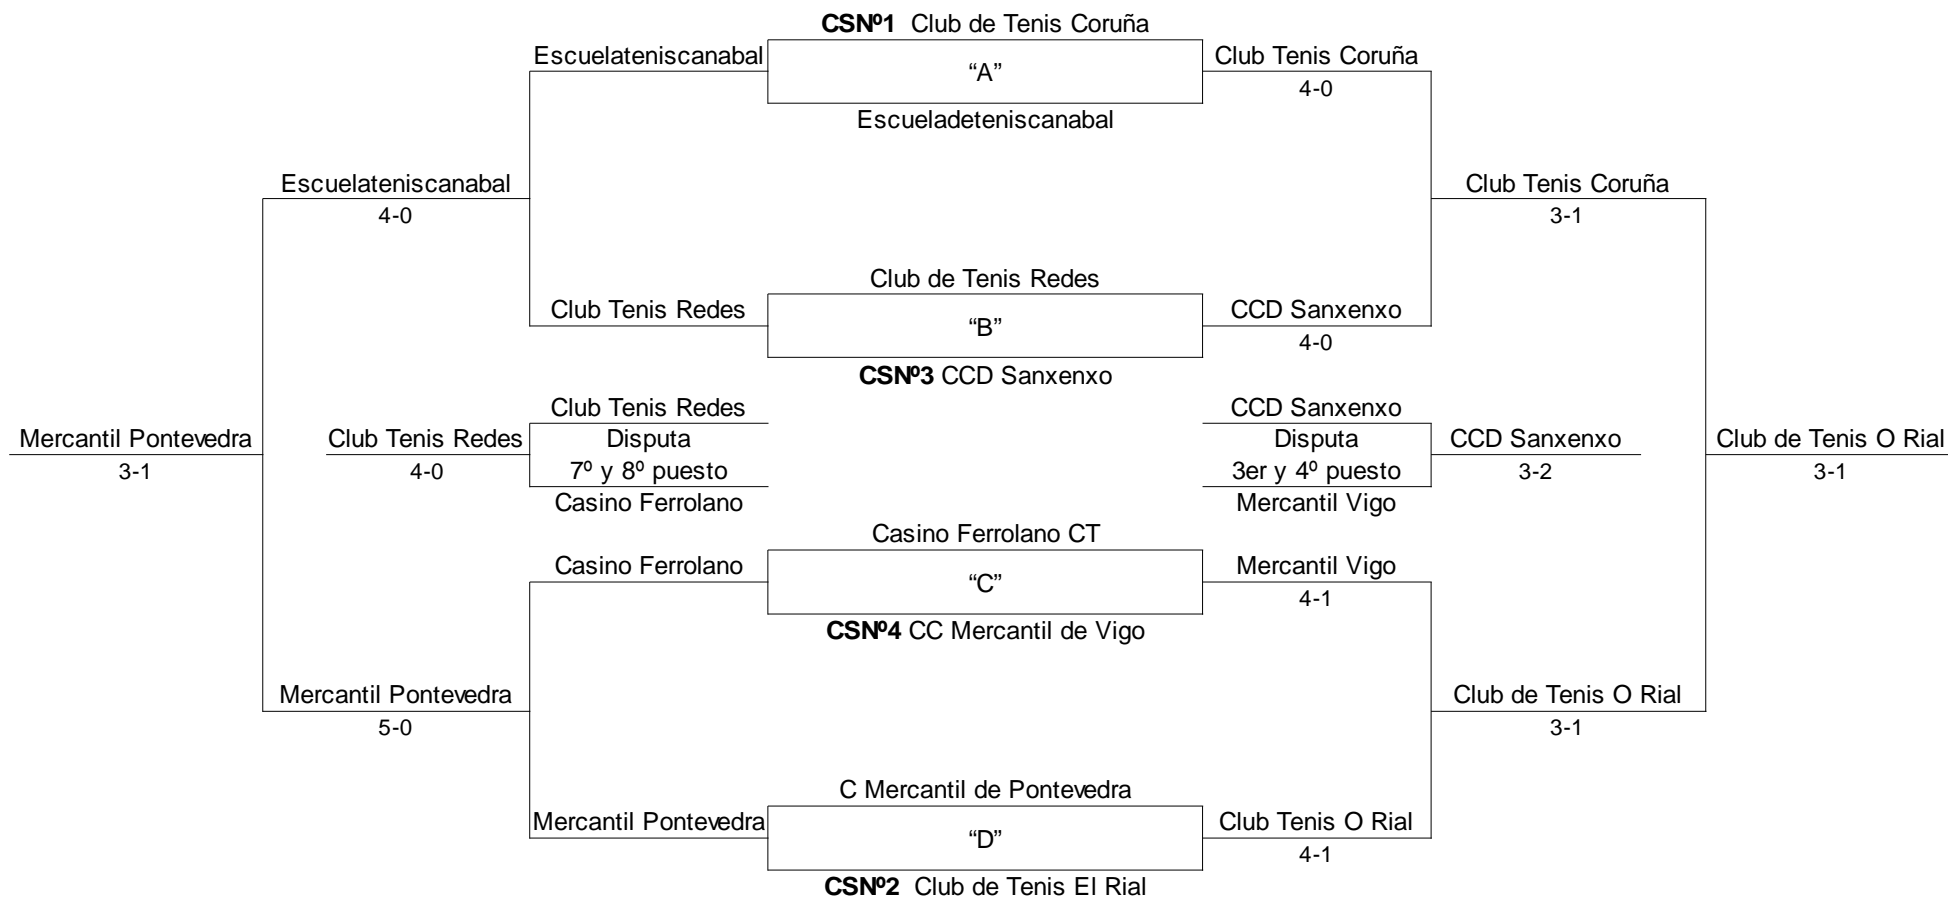 CSNº1 Club de Tenis Coruña
Escuelateniscanabal
“A”
Club Tenis Coruña
4-0
Escueladeteniscanabal
Escuelateniscanabal
4-0
Club Tenis Coruña
3-1
Club de Tenis Redes
Club Tenis Redes
“B”
CCD Sanxenxo
4-0
CSNº3 CCD Sanxenxo
Club Tenis Redes
CCD Sanxenxo
Mercantil Pontevedra
3-1
Club Tenis Redes
4-0
Disputa
7º y 8º puesto
Disputa
3er y 4º puesto
CCD Sanxenxo
3-2
Club de Tenis O Rial
3-1
Casino Ferrolano
Mercantil Vigo
Casino Ferrolano CT
Casino Ferrolano
“C”
Mercantil Vigo
4-1
CSNº4 CC Mercantil de Vigo
Mercantil Pontevedra
5-0
Club de Tenis O Rial
3-1
C Mercantil de Pontevedra
Mercantil Pontevedra
“D”
Club Tenis O Rial
4-1
CSNº2 Club de Tenis El Rial